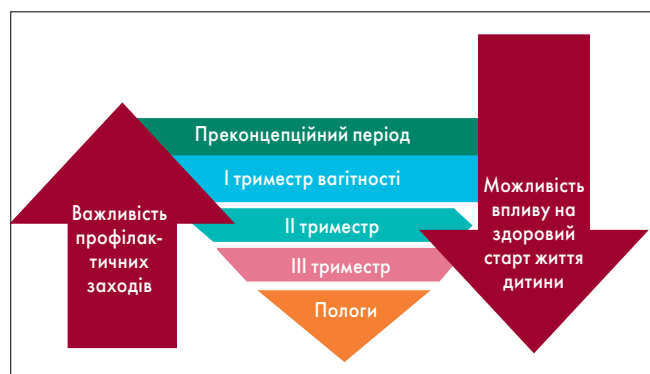 Преконцепційний період
І триместр вагітності
ІІ триместр
ІІІ триместр
Пологи
Важливість
профілак-
тичних
заходів
Можливість
впливу на
здоровий
старт життя
дитини